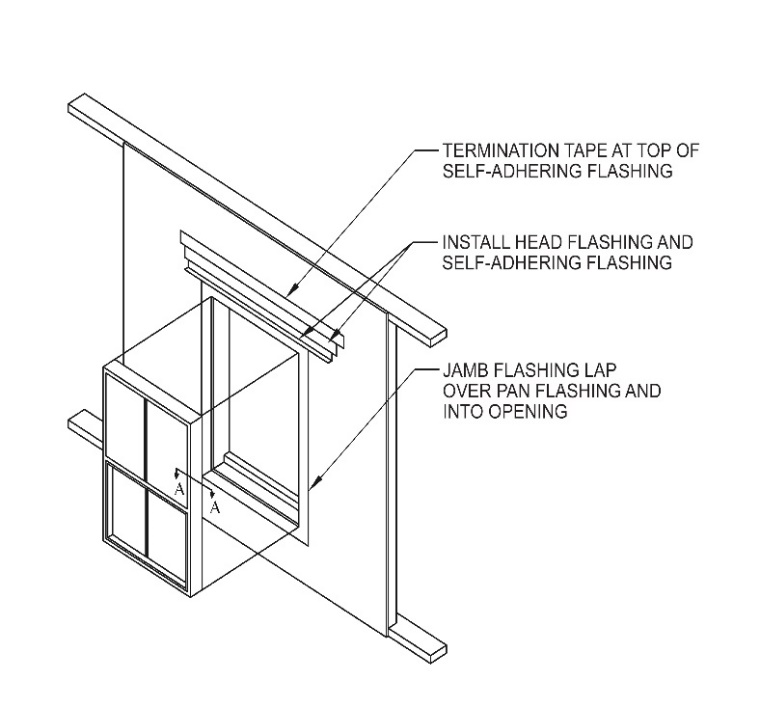 TERMINATION TAPE AT TOP OF
SELF-ADHERING FLASHING
INSTALL HEAD FLASHING AND
SELF-ADHERING FLASHING
JAMB FLASHING LAP
OVER PAN FLASHING AND
INTO OPENING
A
A